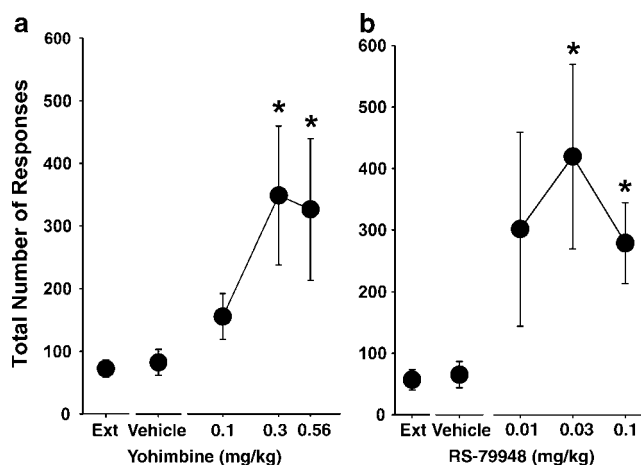 a
b
Total Number of Responses
600
500
400
300
200
100
0
*
*
Ext Vehicle 0.1 0.3 0.56
Yohimbine (mg/kg)
600
500
400
300
200
100
0
*
*
Ext Vehicle 0.01 0.03 0.1
RS-79948 (mg/kg)